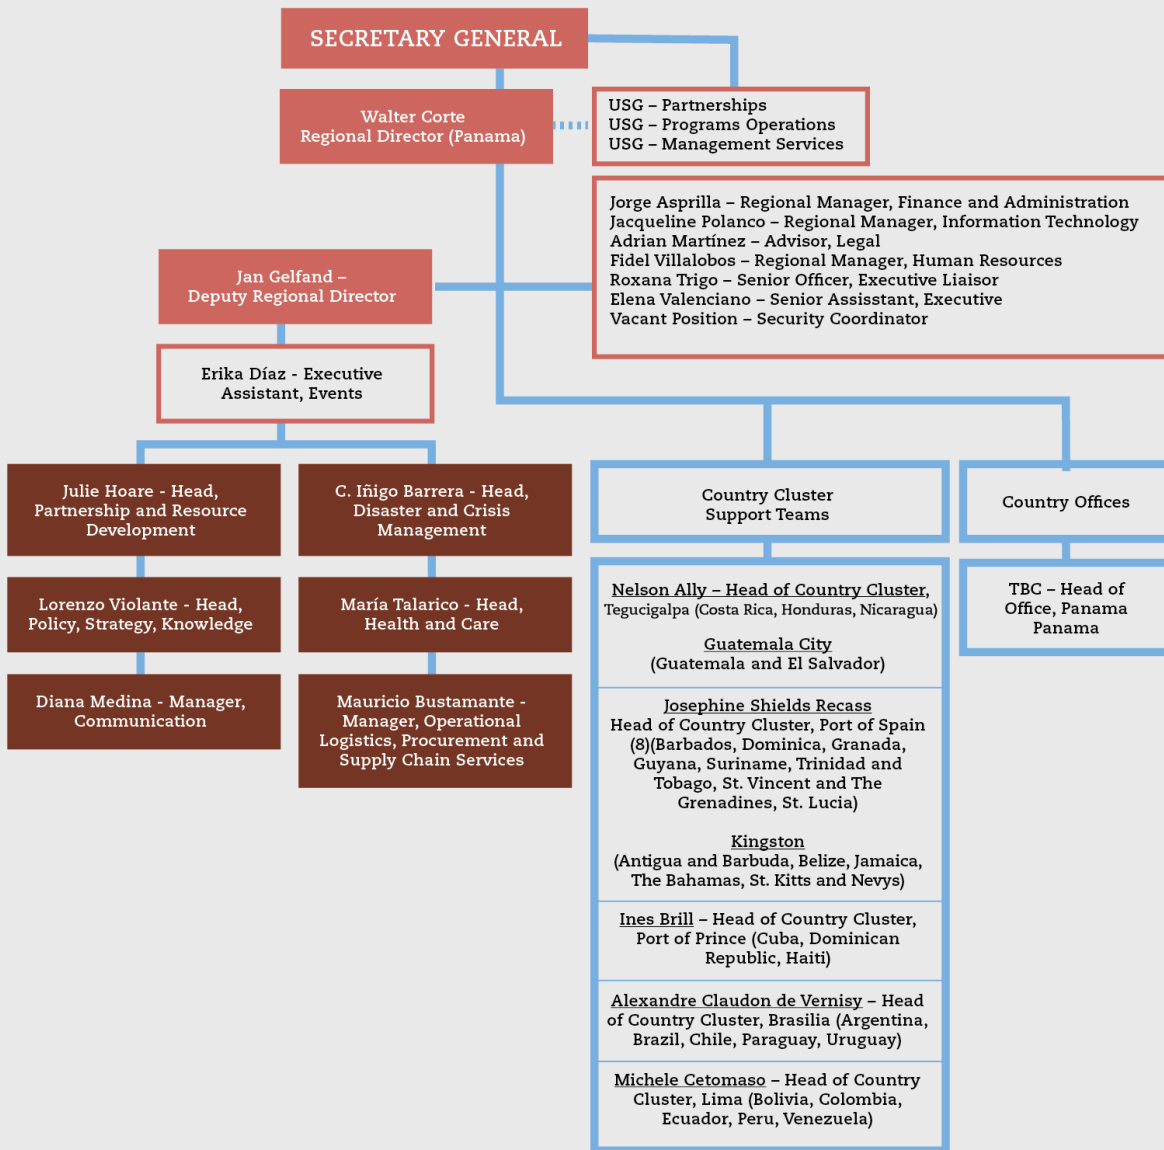 SECRETARY GENERAL
Walter Corte
Regional Director (Panama)
USG – Partnerships
USG – Programs Operations
USG – Management Services
Jorge Asprilla – Regional Manager, Finance and Administration
Jacqueline Polanco – Regional Manager, Information Technology
Adrian Martínez – Advisor, Legal
Fidel Villalobos – Regional Manager, Human Resources
Roxana Trigo – Senior Officer, Executive Liaisor
Elena Valenciano – Senior Assisstant, Executive
Vacant Position – Security Coordinator
Jan Gelfand –
Deputy Regional Director
Erika Díaz - Executive
Assistant, Events
Julie Hoare - Head,
Partnership and Resource
Development
C. Iñigo Barrera - Head,
Disaster and Crisis
Management
Lorenzo Violante - Head,
Policy, Strategy, Knowledge
María Talarico - Head,
Health and Care
Diana Medina - Manager,
Communication
Mauricio Bustamante -
Manager, Operational
Logistics, Procurement and
Supply Chain Services
Country Cluster
Support Teams
Country Offices
Nelson Ally – Head of Country Cluster,
Tegucigalpa (Costa Rica, Honduras, Nicaragua)
Guatemala City
(Guatemala and El Salvador)
Josephine Shields Recass
Head of Country Cluster, Port of Spain
(8)(Barbados, Dominica, Granada,
Guyana, Suriname, Trinidad and
Tobago, St. Vincent and The
Grenadines, St. Lucia)
Kingston
(Antigua and Barbuda, Belize, Jamaica,
The Bahamas, St. Kitts and Nevys)
Ines Brill – Head of Country Cluster,
Port of Prince (Cuba, Dominican
Republic, Haiti)
Alexandre Claudon de Vernisy – Head
of Country Cluster, Brasilia (Argentina,
Brazil, Chile, Paraguay, Uruguay)
Michele Cetomaso – Head of Country
Cluster, Lima (Bolivia, Colombia,
Ecuador, Peru, Venezuela)
TBC – Head of
Office, Panama
Panama